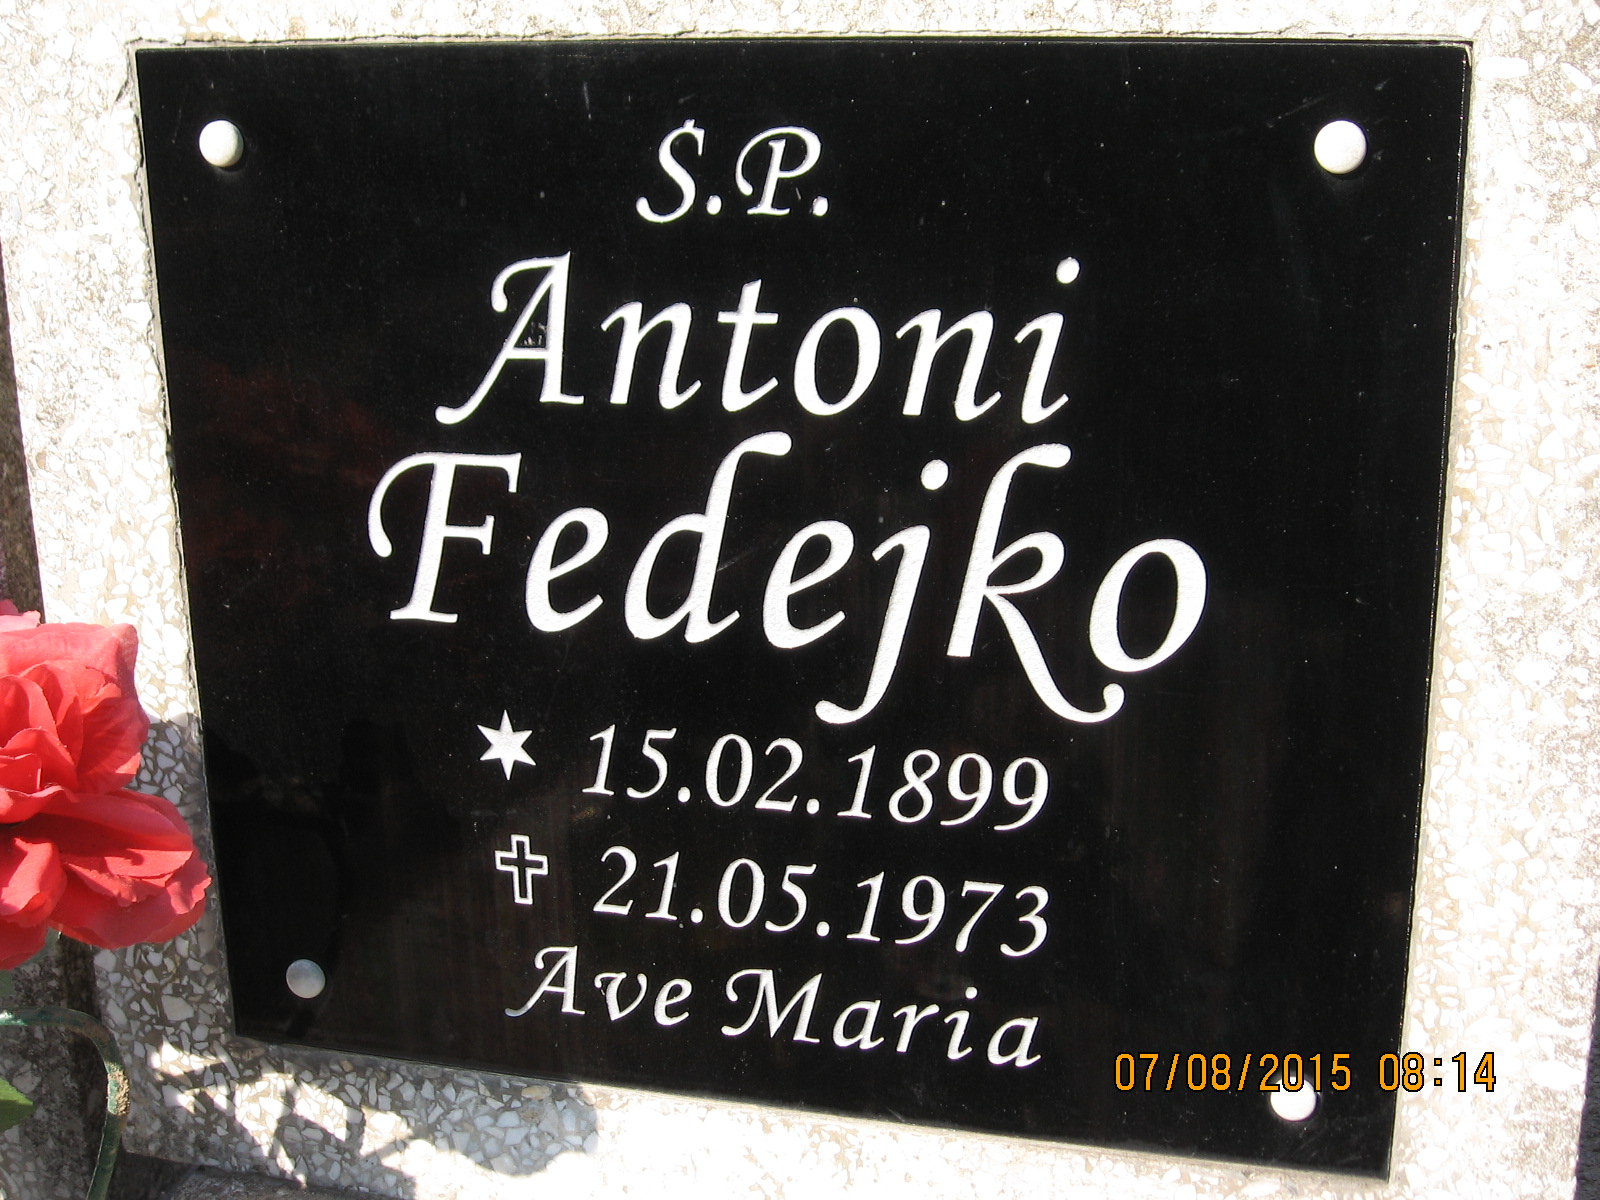 Ś.P.
Antoni
Fedejko
✶ 15.02.1899
✝ 21.05.1973
Ave Maria
07/08/2015 08:14